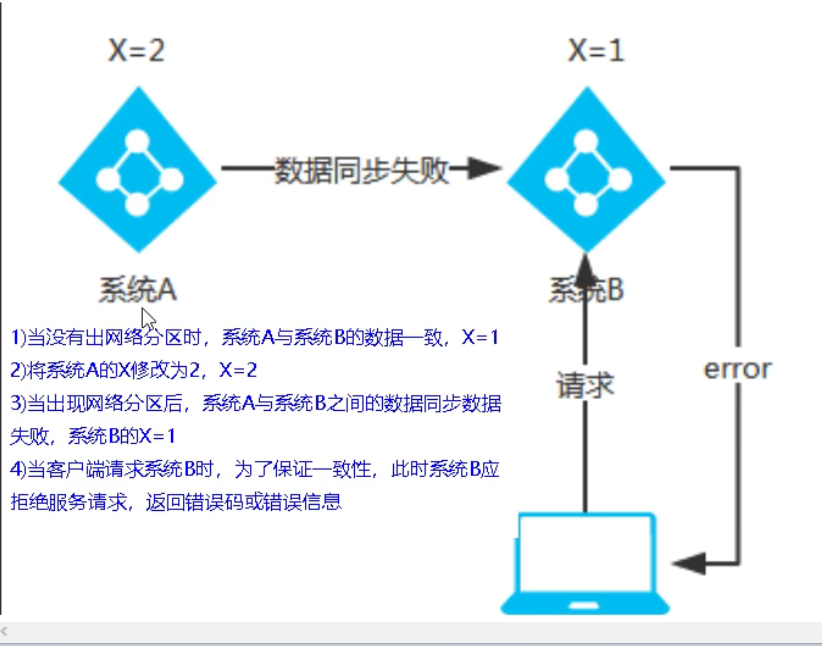 X=2
X=1
数据同步失败
系统A
系统B
1)当没有出网络分区时，系统A与系统B的数据一致，X=1
2)将系统A的X修改为2，X=2
3)当出现网络分区后，系统A与系统B之间的数据同步数据
失败，系统B的X=1
4)当客户端请求系统B时，为了保证一致性，此时系统B应
拒绝服务请求，返回错误码或错误信息
请求
error